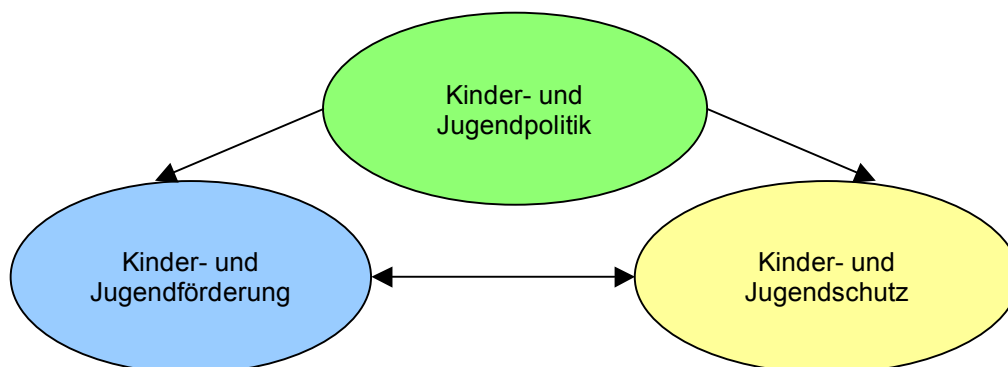 Kinder- und
Jugendpolitik
Kinder- und
Jugendförderung
Kinder- und
Jugendschutz